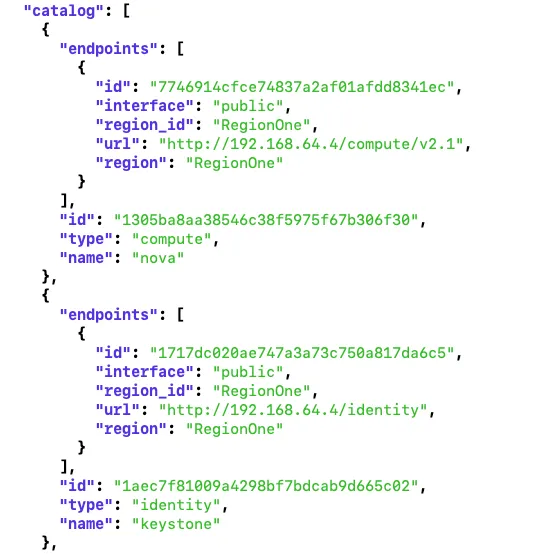 "catalog": [
{
"endpoints": [
{
"id": "7746914cfce74837a2af01afdd8341ec",
"interface": "public",
"region_id": "RegionOne",
"url": "http://192.168.64.4/compute/v2.1",
"region": "RegionOne"
}
],
"id": "1305ba8aa38546c38f5975f67b306f30",
"type": "compute",
"name": "nova"
},
{
"endpoints": [
{
"id": "1717dc020ae747a3a73c750a817da6c5",
"interface": "public",
"region_id": "RegionOne",
"url": "http://192.168.64.4/identity",
"region": "RegionOne"
}
],
"id": "1aec7f81009a4298bf7bdcab9d665c02",
"type": "identity",
"name": "keystone"
},